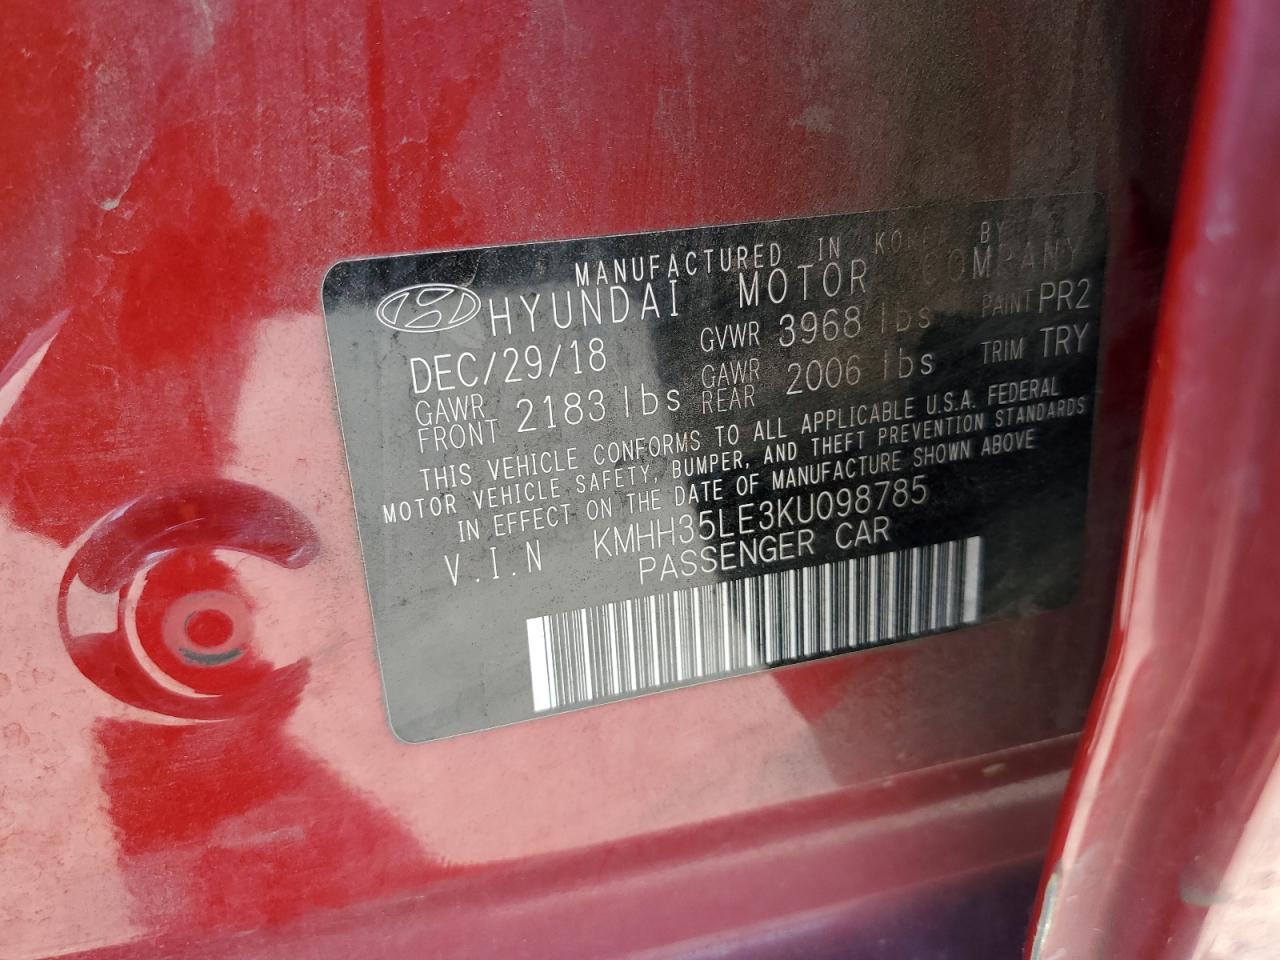 MANUFACTURED IN KOREA BY
HYUNDAI MOTOR COMPANY
DEC/29/18 GVWR 3968 lbs PAINT PR2
GAWR FRONT 2183 lbs GAWR REAR 2006 lbs TRIM TRY
THIS VEHICLE CONFORMS TO ALL APPLICABLE U.S.A. FEDERAL
MOTOR VEHICLE SAFETY, BUMPER, AND THEFT PREVENTION STANDARDS
IN EFFECT ON THE DATE OF MANUFACTURE SHOWN ABOVE
V.I.N KMHH35LE3KU098785
PASSENGER CAR